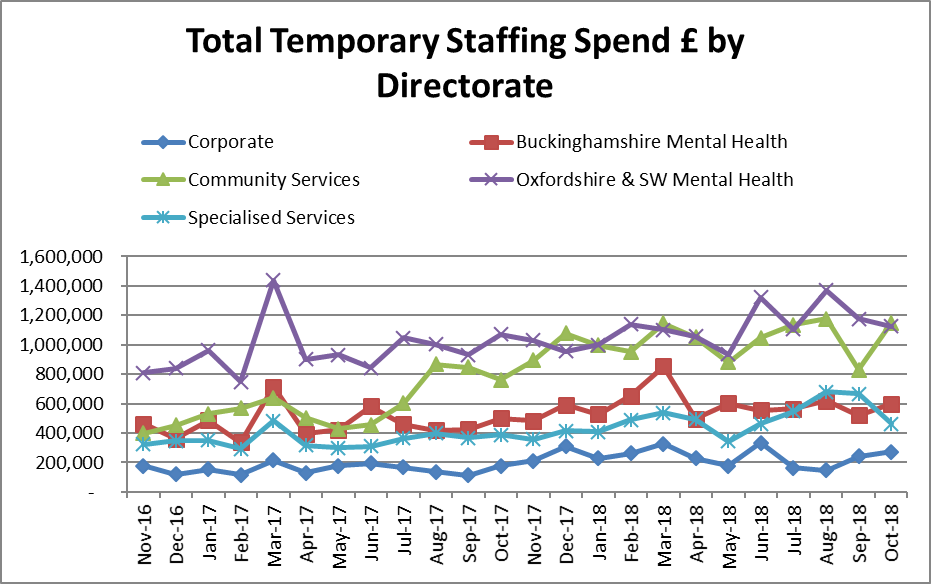 Total Temporary Staffing Spend £ by
Directorate
Corporate
Buckinghamshire Mental Health
Community Services
Oxfordshire & SW Mental Health
Specialised Services
1,600,000
1,400,000
1,200,000
1,000,000
800,000
600,000
400,000
200,000
-
Nov-16
Dec-16
Jan-17
Feb-17
Mar-17
Apr-17
May-17
Jun-17
Jul-17
Aug-17
Sep-17
Oct-17
Nov-17
Dec-17
Jan-18
Feb-18
Mar-18
Apr-18
May-18
Jun-18
Jul-18
Aug-18
Sep-18
Oct-18